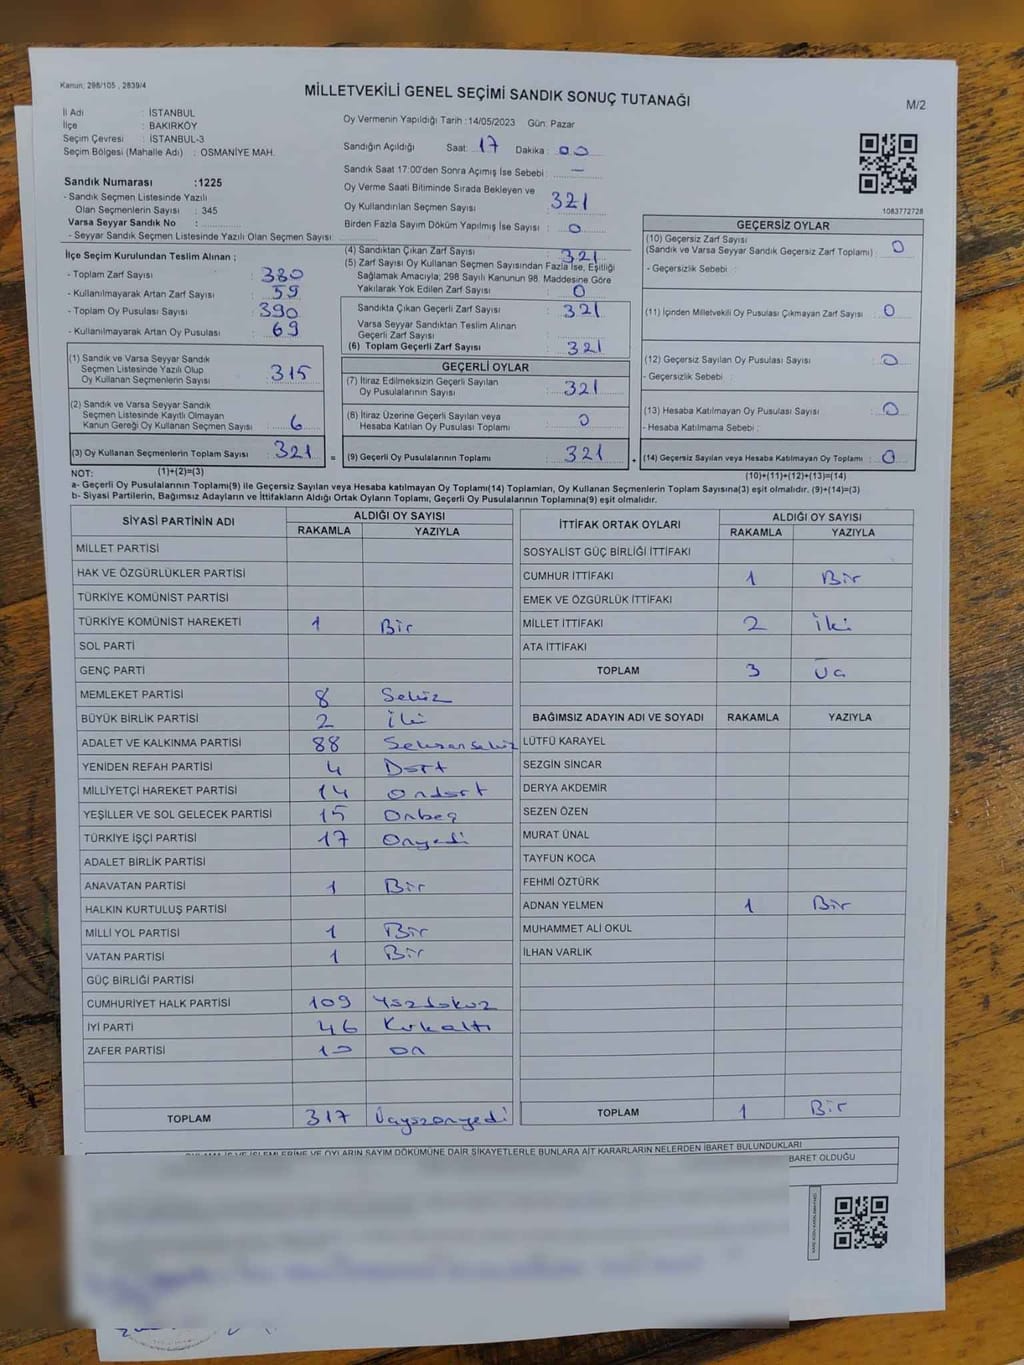 Kanun: 298/105 , 2839/4
MİLLETVEKİLİ GENEL SEÇİMİ SANDIK SONUÇ TUTANAĞI
M/2
İl Adı : İSTANBUL
İlçe : BAKIRKÖY
Seçim Çevresi : İSTANBUL-3
Seçim Bölgesi (Mahalle Adı) : OSMANİYE MAH.
Oy Vermenin Yapıldığı Tarih :14/05/2023 Gün: Pazar
Sandığın Açıldığı Saat: 17 Dakika : 00
Sandık Saat 17:00'den Sonra Açımış İse Sebebi : —
Oy Verme Saati Bitiminde Sırada Bekleyen ve
Oy Kullandırılan Seçmen Sayısı 321
Birden Fazla Sayım Döküm Yapılmış İse Sayısı : 0
Sandık Numarası :1225
- Sandık Seçmen Listesinde Yazılı
Olan Seçmenlerin Sayısı : 345
Varsa Seyyar Sandık No :
- Seyyar Sandık Seçmen Listesinde Yazılı Olan Seçmen Sayısı:
1083772728
İlçe Seçim Kurulundan Teslim Alınan ;
- Toplam Zarf Sayısı : 380
- Kullanılmayarak Artan Zarf Sayısı : 59
- Toplam Oy Pusulası Sayısı : 390
- Kullanılmayarak Artan Oy Pusulası : 69
(1) Sandık ve Varsa Seyyar Sandık
Seçmen Listesinde Yazılı Olup
Oy Kullanan Seçmenlerin Sayısı : 315
(2) Sandık ve Varsa Seyyar Sandık
Seçmen Listesinde Kayıtlı Olmayan
Kanun Gereği Oy Kullanan Seçmen Sayısı : 6
(3) Oy Kullanan Seçmenlerin Toplam Sayısı : 321 =
(4) Sandıktan Çıkan Zarf Sayısı : 321
(5) Zarf Sayısı Oy Kullanan Seçmen Sayısından Fazla İse, Eşitliği
Sağlamak Amacıyla; 298 Sayılı Kanunun 98. Maddesine Göre
Yakılarak Yok Edilen Zarf Sayısı : 0
Sandıkta Çıkan Geçerli Zarf Sayısı : 321
Varsa Seyyar Sandıktan Teslim Alınan
Geçerli Zarf Sayısı :
(6) Toplam Geçerli Zarf Sayısı : 321
GEÇERLİ OYLAR
(7) İtiraz Edilmeksizin Geçerli Sayılan
Oy Pusulalarının Sayısı : 321
(8) İtiraz Üzerine Geçerli Sayılan veya
Hesaba Katılan Oy Pusulası Toplamı : 0
(9) Geçerli Oy Pusulalarının Toplamı : 321 +
GEÇERSİZ OYLAR
(10) Geçersiz Zarf Sayısı
(Sandık ve Varsa Seyyar Sandık Geçersiz Zarf Toplamı) : 0
- Geçersizlik Sebebi :
(11) İçinden Milletvekili Oy Pusulası Çıkmayan Zarf Sayısı : 0
(12) Geçersiz Sayılan Oy Pusulası Sayısı : 0
- Geçersizlik Sebebi :
(13) Hesaba Katılmayan Oy Pusulası Sayısı : 0
- Hesaba Katılmama Sebebi :
(14) Geçersiz Sayılan veya Hesaba Katılmayan Oy Toplamı : 0
NOT: (1)+(2)=(3) (10)+(11)+(12)+(13)=(14)
a- Geçerli Oy Pusulalarının Toplamı(9) ile Geçersiz Sayılan veya Hesaba katılmayan Oy Toplamı(14) Toplamları, Oy Kullanan Seçmenlerin Toplam Sayısına(3) eşit olmalıdır. (9)+(14)=(3)
b- Siyasi Partilerin, Bağımsız Adayların ve İttifakların Aldığı Ortak Oyların Toplamı, Geçerli Oy Pusulalarının Toplamına(9) eşit olmalıdır.
SİYASİ PARTİNİN ADI ALDIĞI OY SAYISI
RAKAMLA YAZIYLA
MİLLET PARTİSİ
HAK VE ÖZGÜRLÜKLER PARTİSİ
TÜRKİYE KOMÜNİST PARTİSİ
TÜRKİYE KOMÜNİST HAREKETİ 1 Bir
SOL PARTİ
GENÇ PARTİ
MEMLEKET PARTİSİ 8 Sekiz
BÜYÜK BİRLİK PARTİSİ 2 İki
ADALET VE KALKINMA PARTİSİ 88 Seksensekiz
YENİDEN REFAH PARTİSİ 4 Dört
MİLLİYETÇİ HAREKET PARTİSİ 14 Ondört
YEŞİLLER VE SOL GELECEK PARTİSİ 15 Onbeş
TÜRKİYE İŞÇİ PARTİSİ 17 Onyedi
ADALET BİRLİK PARTİSİ
ANAVATAN PARTİSİ 1 Bir
HALKIN KURTULUŞ PARTİSİ
MİLLİ YOL PARTİSİ 1 Bir
VATAN PARTİSİ 1 Bir
GÜÇ BİRLİĞİ PARTİSİ
CUMHURİYET HALK PARTİSİ 109 Yüzdokuz
İYİ PARTİ 46 Kırkaltı
ZAFER PARTİSİ 10 On
TOPLAM 317 Üçyüzonyedi
İTTİFAK ORTAK OYLARI ALDIĞI OY SAYISI
RAKAMLA YAZIYLA
SOSYALİST GÜÇ BİRLİĞİ İTTİFAKI
CUMHUR İTTİFAKI 1 Bir
EMEK VE ÖZGÜRLÜK İTTİFAKI
MİLLET İTTİFAKI 2 İki
ATA İTTİFAKI
TOPLAM 3 Üç
BAĞIMSIZ ADAYIN ADI VE SOYADI RAKAMLA YAZIYLA
LÜTFÜ KARAYEL
SEZGİN SİNCAR
DERYA AKDEMİR
SEZEN ÖZEN
MURAT ÜNAL
TAYFUN KOCA
FEHMİ ÖZTÜRK
ADNAN YELMEN 1 Bir
MUHAMMET ALİ OKUL
İLHAN VARLIK
TOPLAM 1 Bir
İŞLEMLERİNE VE OYLARIN SAYIM DÖKÜMÜNE DAİR ŞİKAYETLERLE BUNLARA AİT KARARLARIN NELERDEN İBARET BULUNDUKLARI
İBARET OLDUĞU